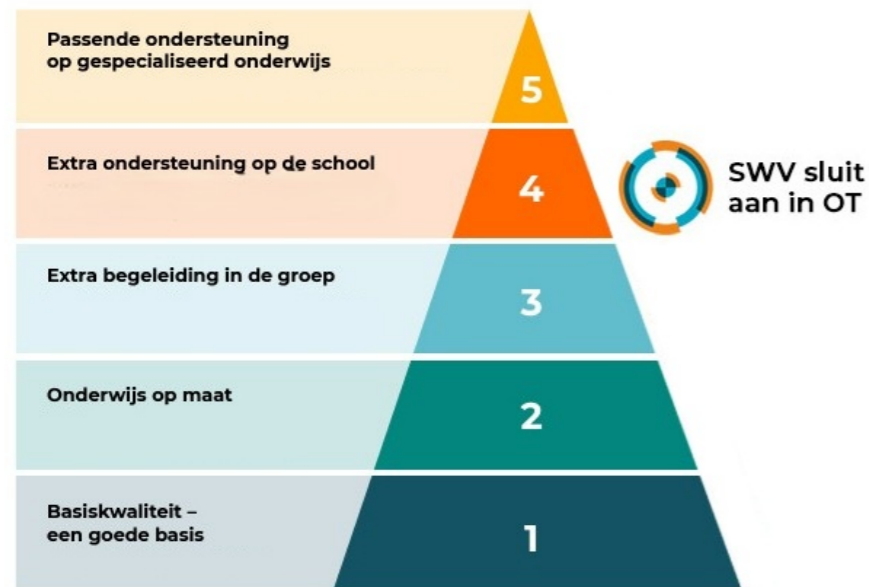 Passende ondersteuning
op gespecialiseerd onderwijs
5
Extra ondersteuning op de school
4
SWV sluit
aan in OT
Extra begeleiding in de groep
3
Onderwijs op maat
2
Basiskwaliteit –
een goede basis
1